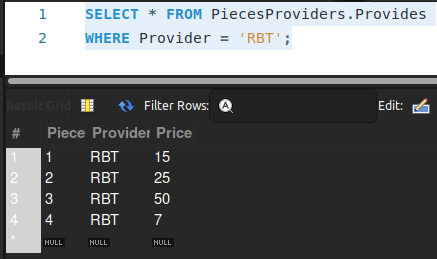 1 SELECT * FROM PiecesProviders.Provides
2 WHERE Provider = 'RBT';
Result Grid Filter Rows: A Edit:
# Piece Provider Price
1 1 RBT 15
2 2 RBT 25
3 3 RBT 50
4 4 RBT 7
* NULL NULL NULL